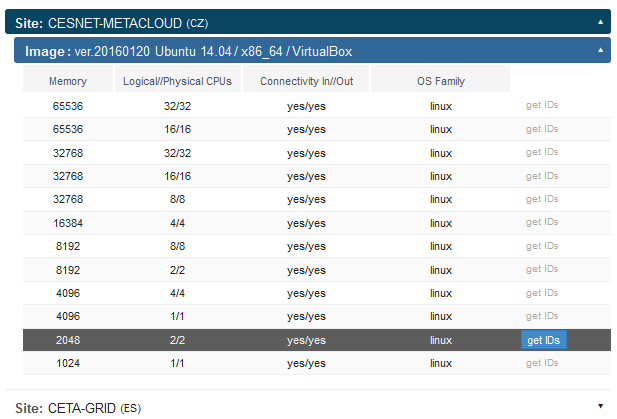 Site: CESNET-METACLOUD (CZ)
Image: ver.20160120 Ubuntu 14.04 / x86_64 / VirtualBox
Memory Logical//Physical CPUs Connectivity In//Out OS Family
65536 32/32 yes/yes linux get IDs
65536 16/16 yes/yes linux get IDs
32768 32/32 yes/yes linux get IDs
32768 16/16 yes/yes linux get IDs
32768 8/8 yes/yes linux get IDs
16384 4/4 yes/yes linux get IDs
8192 8/8 yes/yes linux get IDs
8192 2/2 yes/yes linux get IDs
4096 4/4 yes/yes linux get IDs
4096 1/1 yes/yes linux get IDs
2048 2/2 yes/yes linux get IDs
1024 1/1 yes/yes linux get IDs
Site: CETA-GRID (ES)